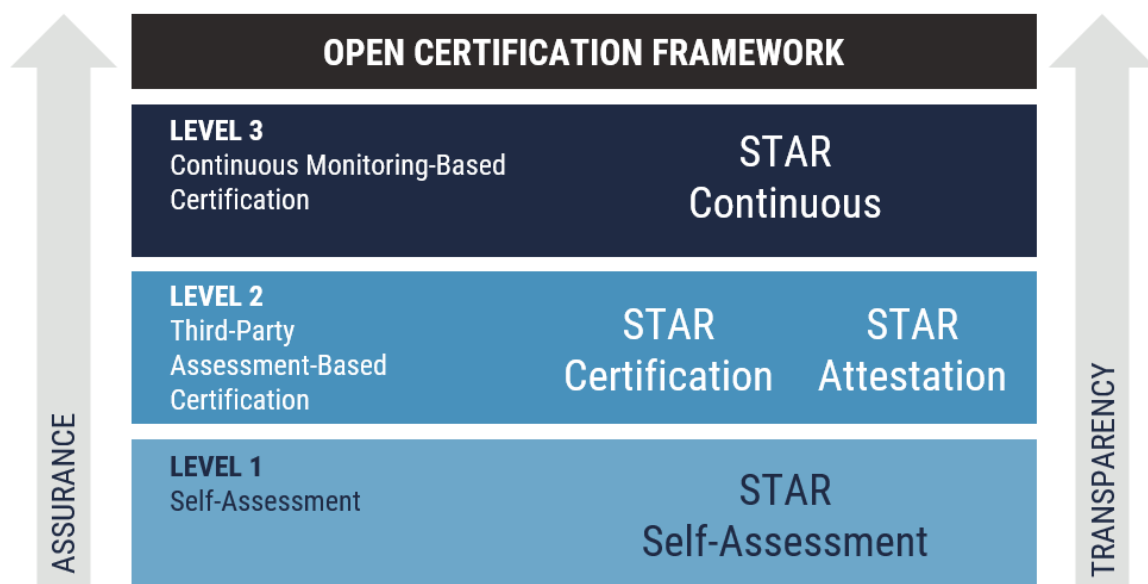 OPEN CERTIFICATION FRAMEWORK
LEVEL 3
Continuous Monitoring-Based
Certification
STAR
Continuous
LEVEL 2
Third-Party
Assessment-Based
Certification
STAR
Certification
STAR
Attestation
LEVEL 1
Self-Assessment
STAR
Self-Assessment
ASSURANCE
TRANSPARENCY